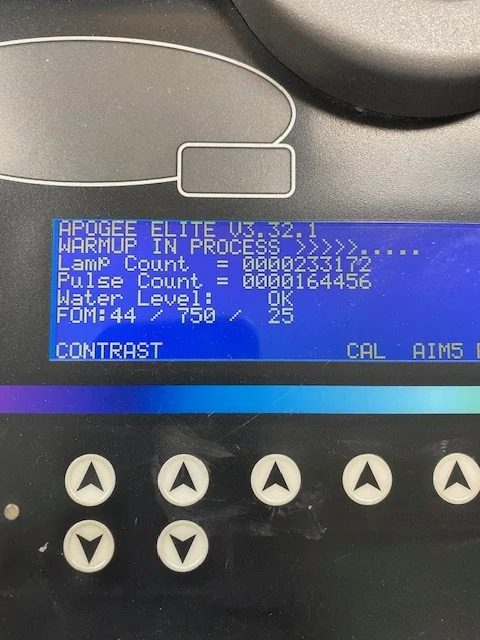 APOGEE ELITE V3.32.1
WARMUP IN PROCESS >>>>>.....
Lamp Count = 0000233172
Pulse Count = 0000164456
Water Level: OK
FOM:44 / 750 / 25
CONTRAST CAL AIM5